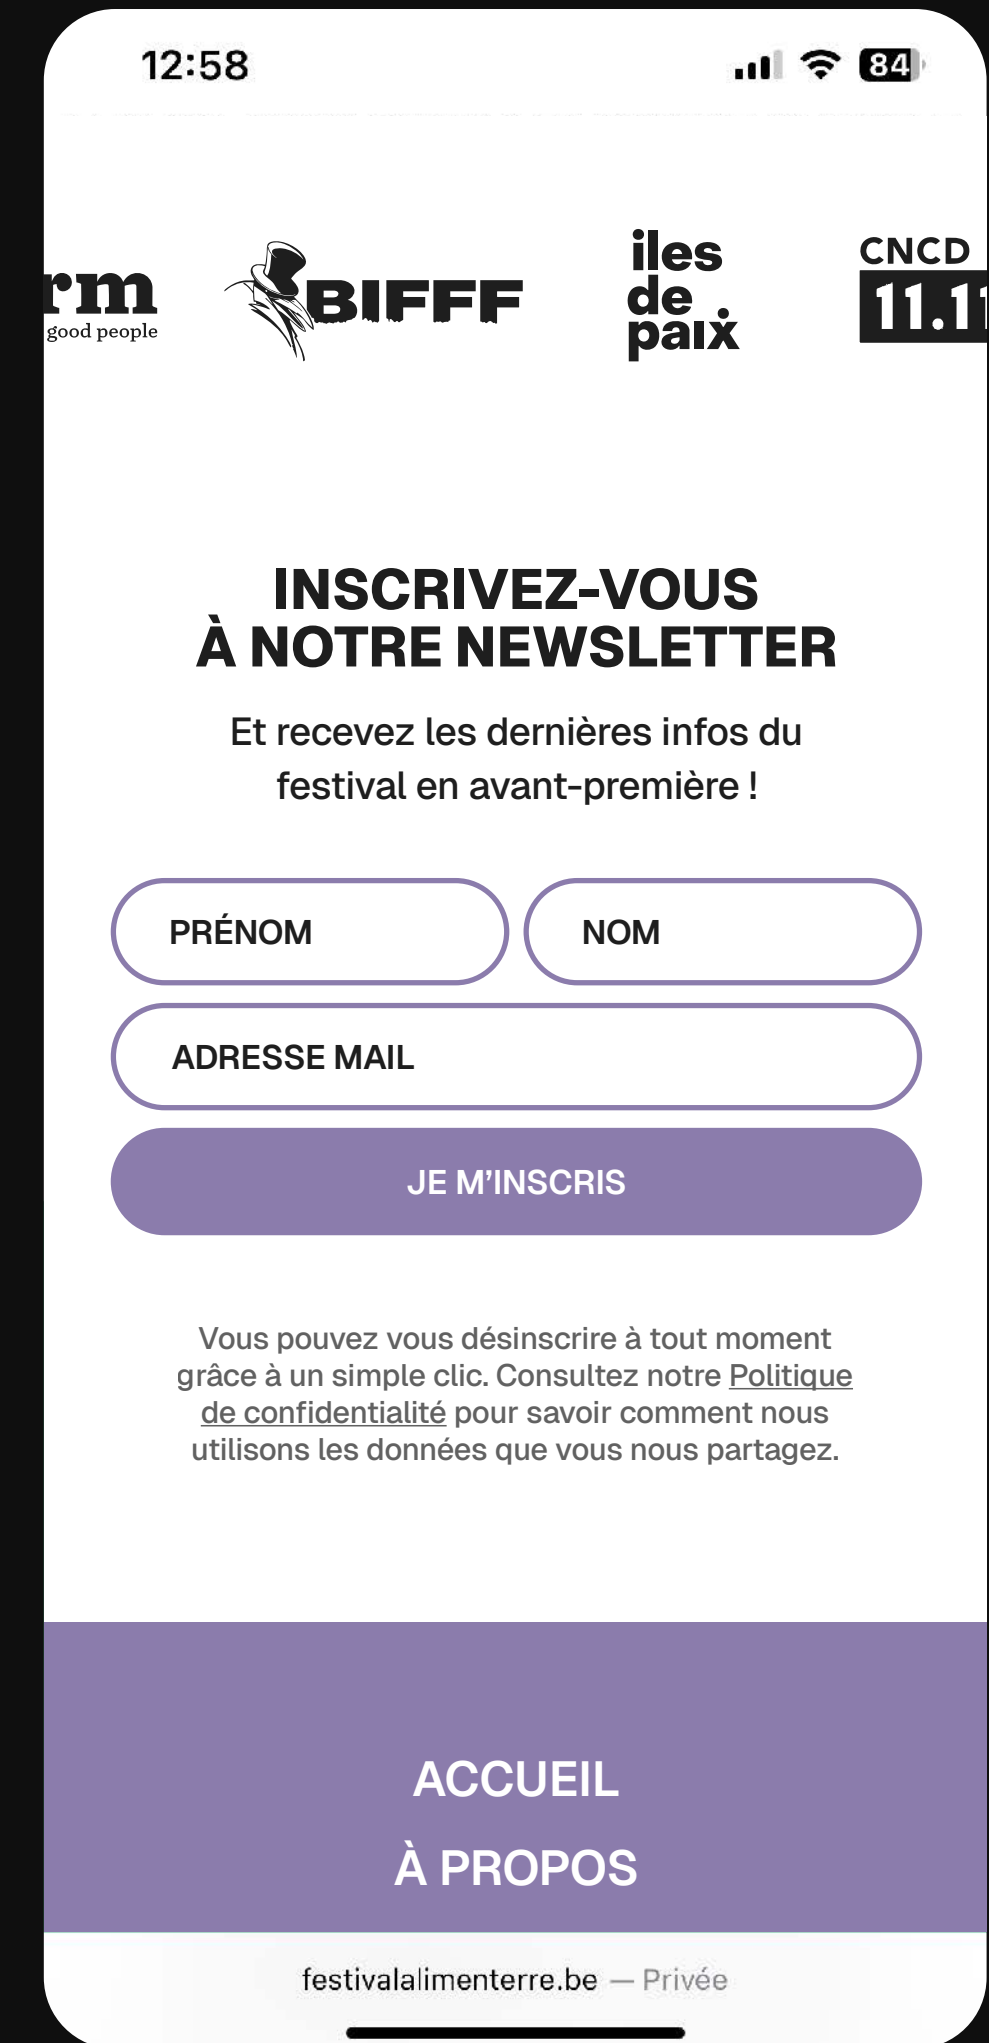 12:58
84
rm
good people
BIFFF
iles
de
paix
CNCD
11.11
INSCRIVEZ-VOUS
À NOTRE NEWSLETTER
Et recevez les dernières infos du
festival en avant-première !
PRÉNOM
NOM
ADRESSE MAIL
JE M’INSCRIS
Vous pouvez vous désinscrire à tout moment
grâce à un simple clic. Consultez notre Politique
de confidentialité pour savoir comment nous
utilisons les données que vous nous partagez.
ACCUEIL
À PROPOS
festivalalimenterre.be — Privée